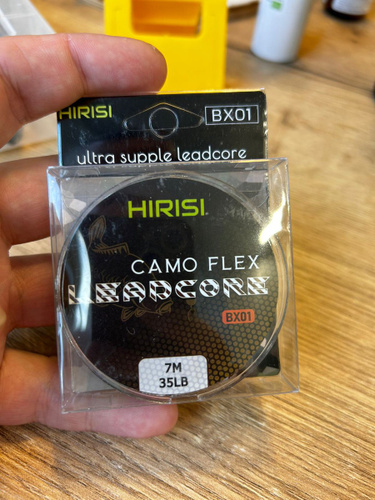 HIRISI
BX01
ultra supple leadcore
HIRISI
CAMO FLEX
LEADCORE
BX01
7M
35LB